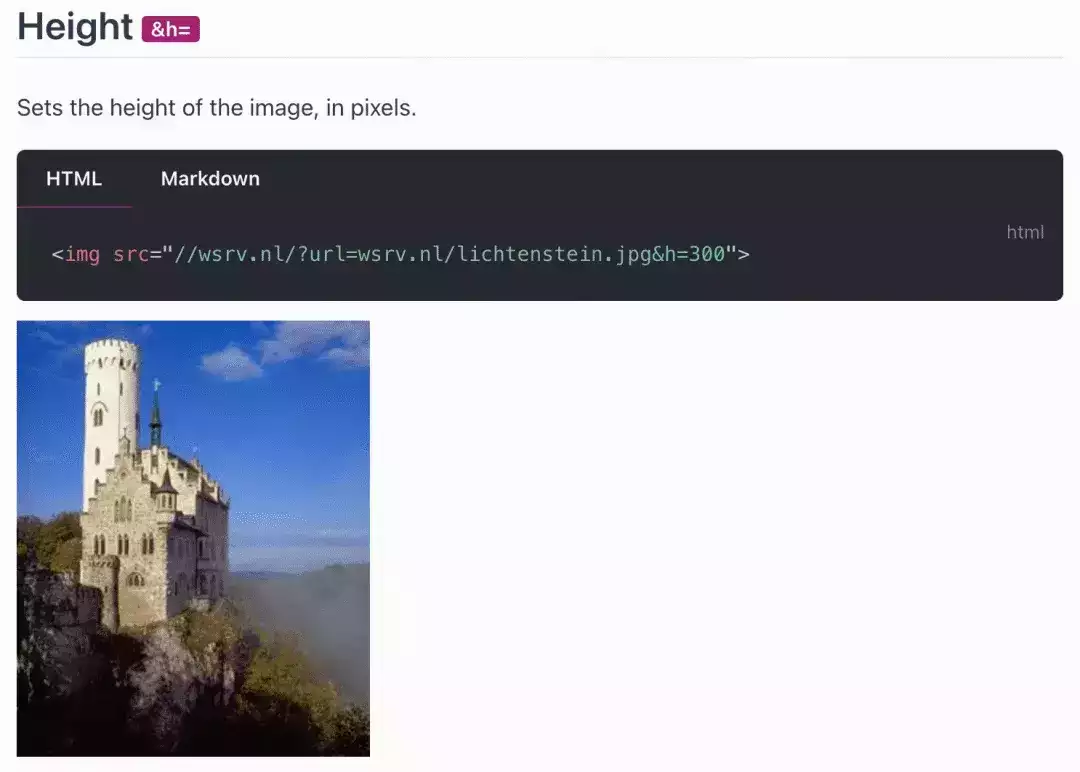 Height &h=
Sets the height of the image, in pixels.
HTML Markdown
html
<img src="//wsrv.nl/?url=wsrv.nl/lichtenstein.jpg&h=300">